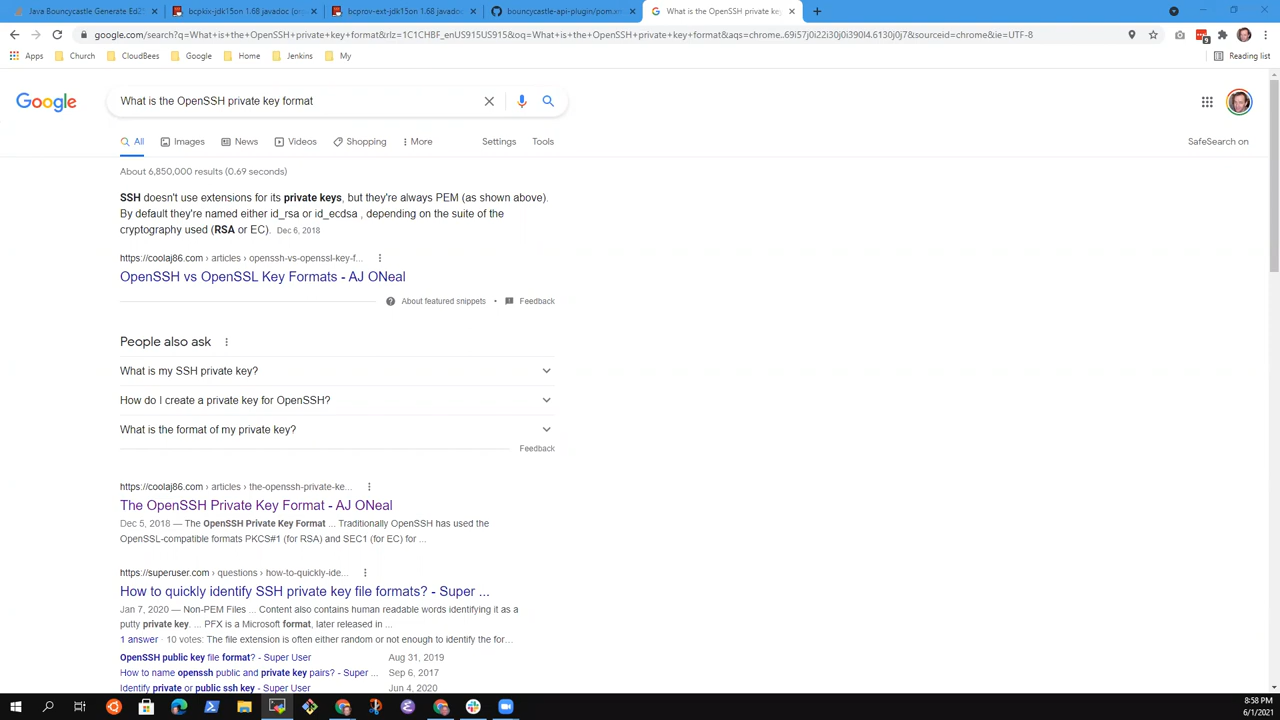 Java Bouncycastle Generate Ed25
bcpkix-jdk15on 1.68 javadoc (or
bcprov-ext-jdk15on 1.68 javadoc
bouncycastle-api-plugin/pom.xm
What is the OpenSSH private key
google.com/search?q=What+is+the+OpenSSH+private+key+format&rlz=1C1CHBF_enUS915US915&oq=What+is+the+OpenSSH+private+key+format&aqs=chrome..69i57j0i22i30j0i390l4.6130j0j7&sourceid=chrome&ie=UTF-8
9
Apps
Church
CloudBees
Google
Home
Jenkins
My
Reading list
Google
What is the OpenSSH private key format
All
Images
News
Videos
Shopping
More
Settings
Tools
SafeSearch on
About 6,850,000 results (0.69 seconds)
SSH doesn't use extensions for its private keys, but they're always PEM (as shown above).
By default they're named either id_rsa or id_ecdsa , depending on the suite of the
cryptography used (RSA or EC). Dec 6, 2018
https://coolaj86.com › articles › openssh-vs-openssl-key-f...
OpenSSH vs OpenSSL Key Formats - AJ ONeal
About featured snippets • Feedback
People also ask
What is my SSH private key?
How do I create a private key for OpenSSH?
What is the format of my private key?
Feedback
https://coolaj86.com › articles › the-openssh-private-ke...
The OpenSSH Private Key Format - AJ ONeal
Dec 5, 2018 — The OpenSSH Private Key Format ... Traditionally OpenSSH has used the
OpenSSL-compatible formats PKCS#1 (for RSA) and SEC1 (for EC) for ...
https://superuser.com › questions › how-to-quickly-ide...
How to quickly identify SSH private key file formats? - Super ...
Jan 7, 2020 — Non-PEM Files ... Content also contains human readable words identifying it as a
putty private key. ... PFX is a Microsoft format, later released in ...
1 answer · 10 votes: The file extension is often either random or not enough to identify the for...
OpenSSH public key file format? - Super User Aug 31, 2019
How to name openssh public and private key pairs? - Super ... Sep 6, 2017
Identify private or public ssh key - Super User Jun 4, 2020
8:58 PM
6/1/2021